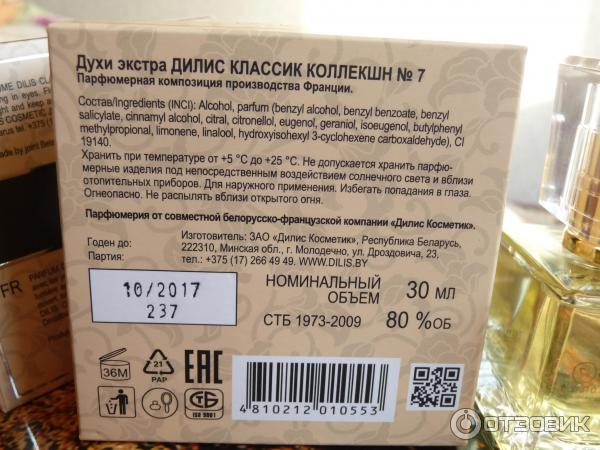 Духи экстра ДИЛИС КЛАССИК КОЛЛЕКШН № 7
Парфюмерная композиция производства Франции.
Состав/Ingredients (INCI): Alcohol, parfum (benzyl alcohol, benzyl benzoate, benzyl
salicylate, cinnamyl alcohol, citral, citronellol, eugenol, geraniol, isoeugenol, butylphenyl
methylpropional, limonene, linalool, hydroxyisohexyl 3-cyclohexene carboxaldehyde), CI
19140.
Хранить при температуре от +5 °C до +25 °C. Не допускается хранить парфю-
мерные изделия под непосредственным воздействием солнечного света и вблизи
отопительных приборов. Для наружного применения. Избегать попадания в глаза.
Огнеопасно. Не распылять вблизи открытого огня.
Парфюмерия от совместной белорусско-французской компании «Дилис Косметик».
Годен до:
Партия:
Изготовитель: ЗАО «Дилис Косметик», Республика Беларусь,
222310, Минская обл., г. Молодечно, ул. Дроздовича, 23,
тел.: +375 (17) 266 49 49. WWW.DILIS.BY
10/2017
237
НОМИНАЛЬНЫЙ
ОБЪЕМ
30 мл
СТБ 1973-2009
80 %об
36M
21
PAP
EAC
СТБ
ISO 9001
4810212010553
FR
ОТЗОВИК